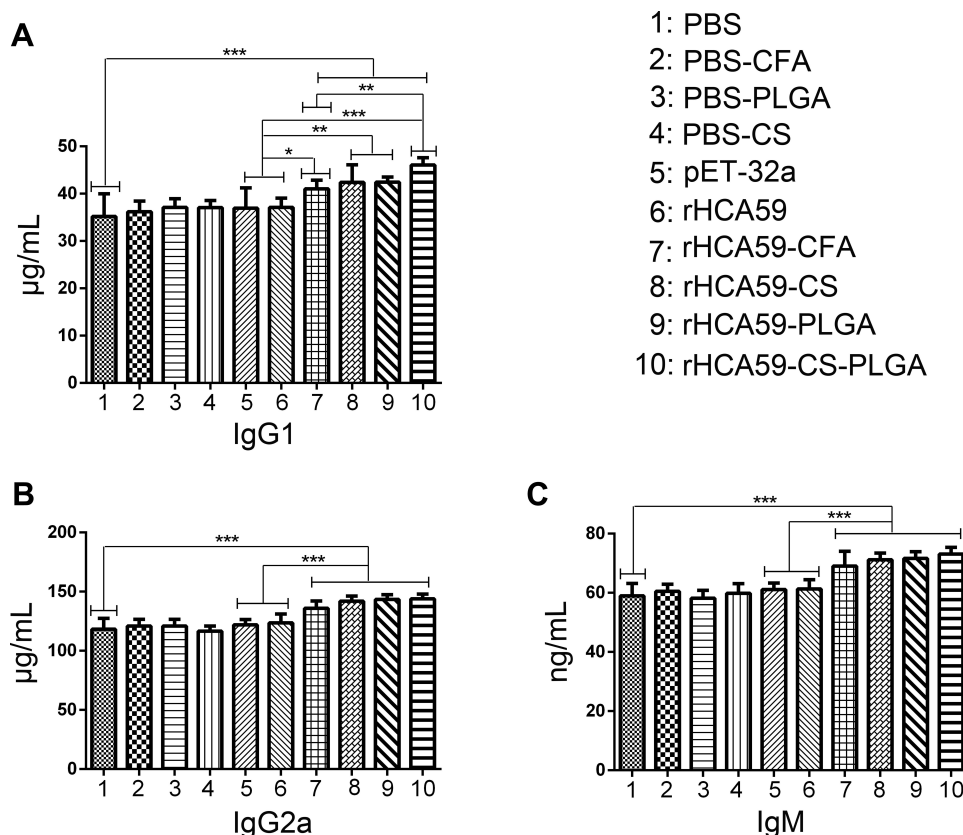 A
***
**
***
**
*
50
40
30
20
10
0
µg/mL
1 2 3 4 5 6 7 8 9 10
IgG1
1: PBS
2: PBS-CFA
3: PBS-PLGA
4: PBS-CS
5: pET-32a
6: rHCA59
7: rHCA59-CFA
8: rHCA59-CS
9: rHCA59-PLGA
10: rHCA59-CS-PLGA
B
***
***
200
150
100
50
0
µg/mL
1 2 3 4 5 6 7 8 9 10
IgG2a
C
***
***
80
60
40
20
0
ng/mL
1 2 3 4 5 6 7 8 9 10
IgM